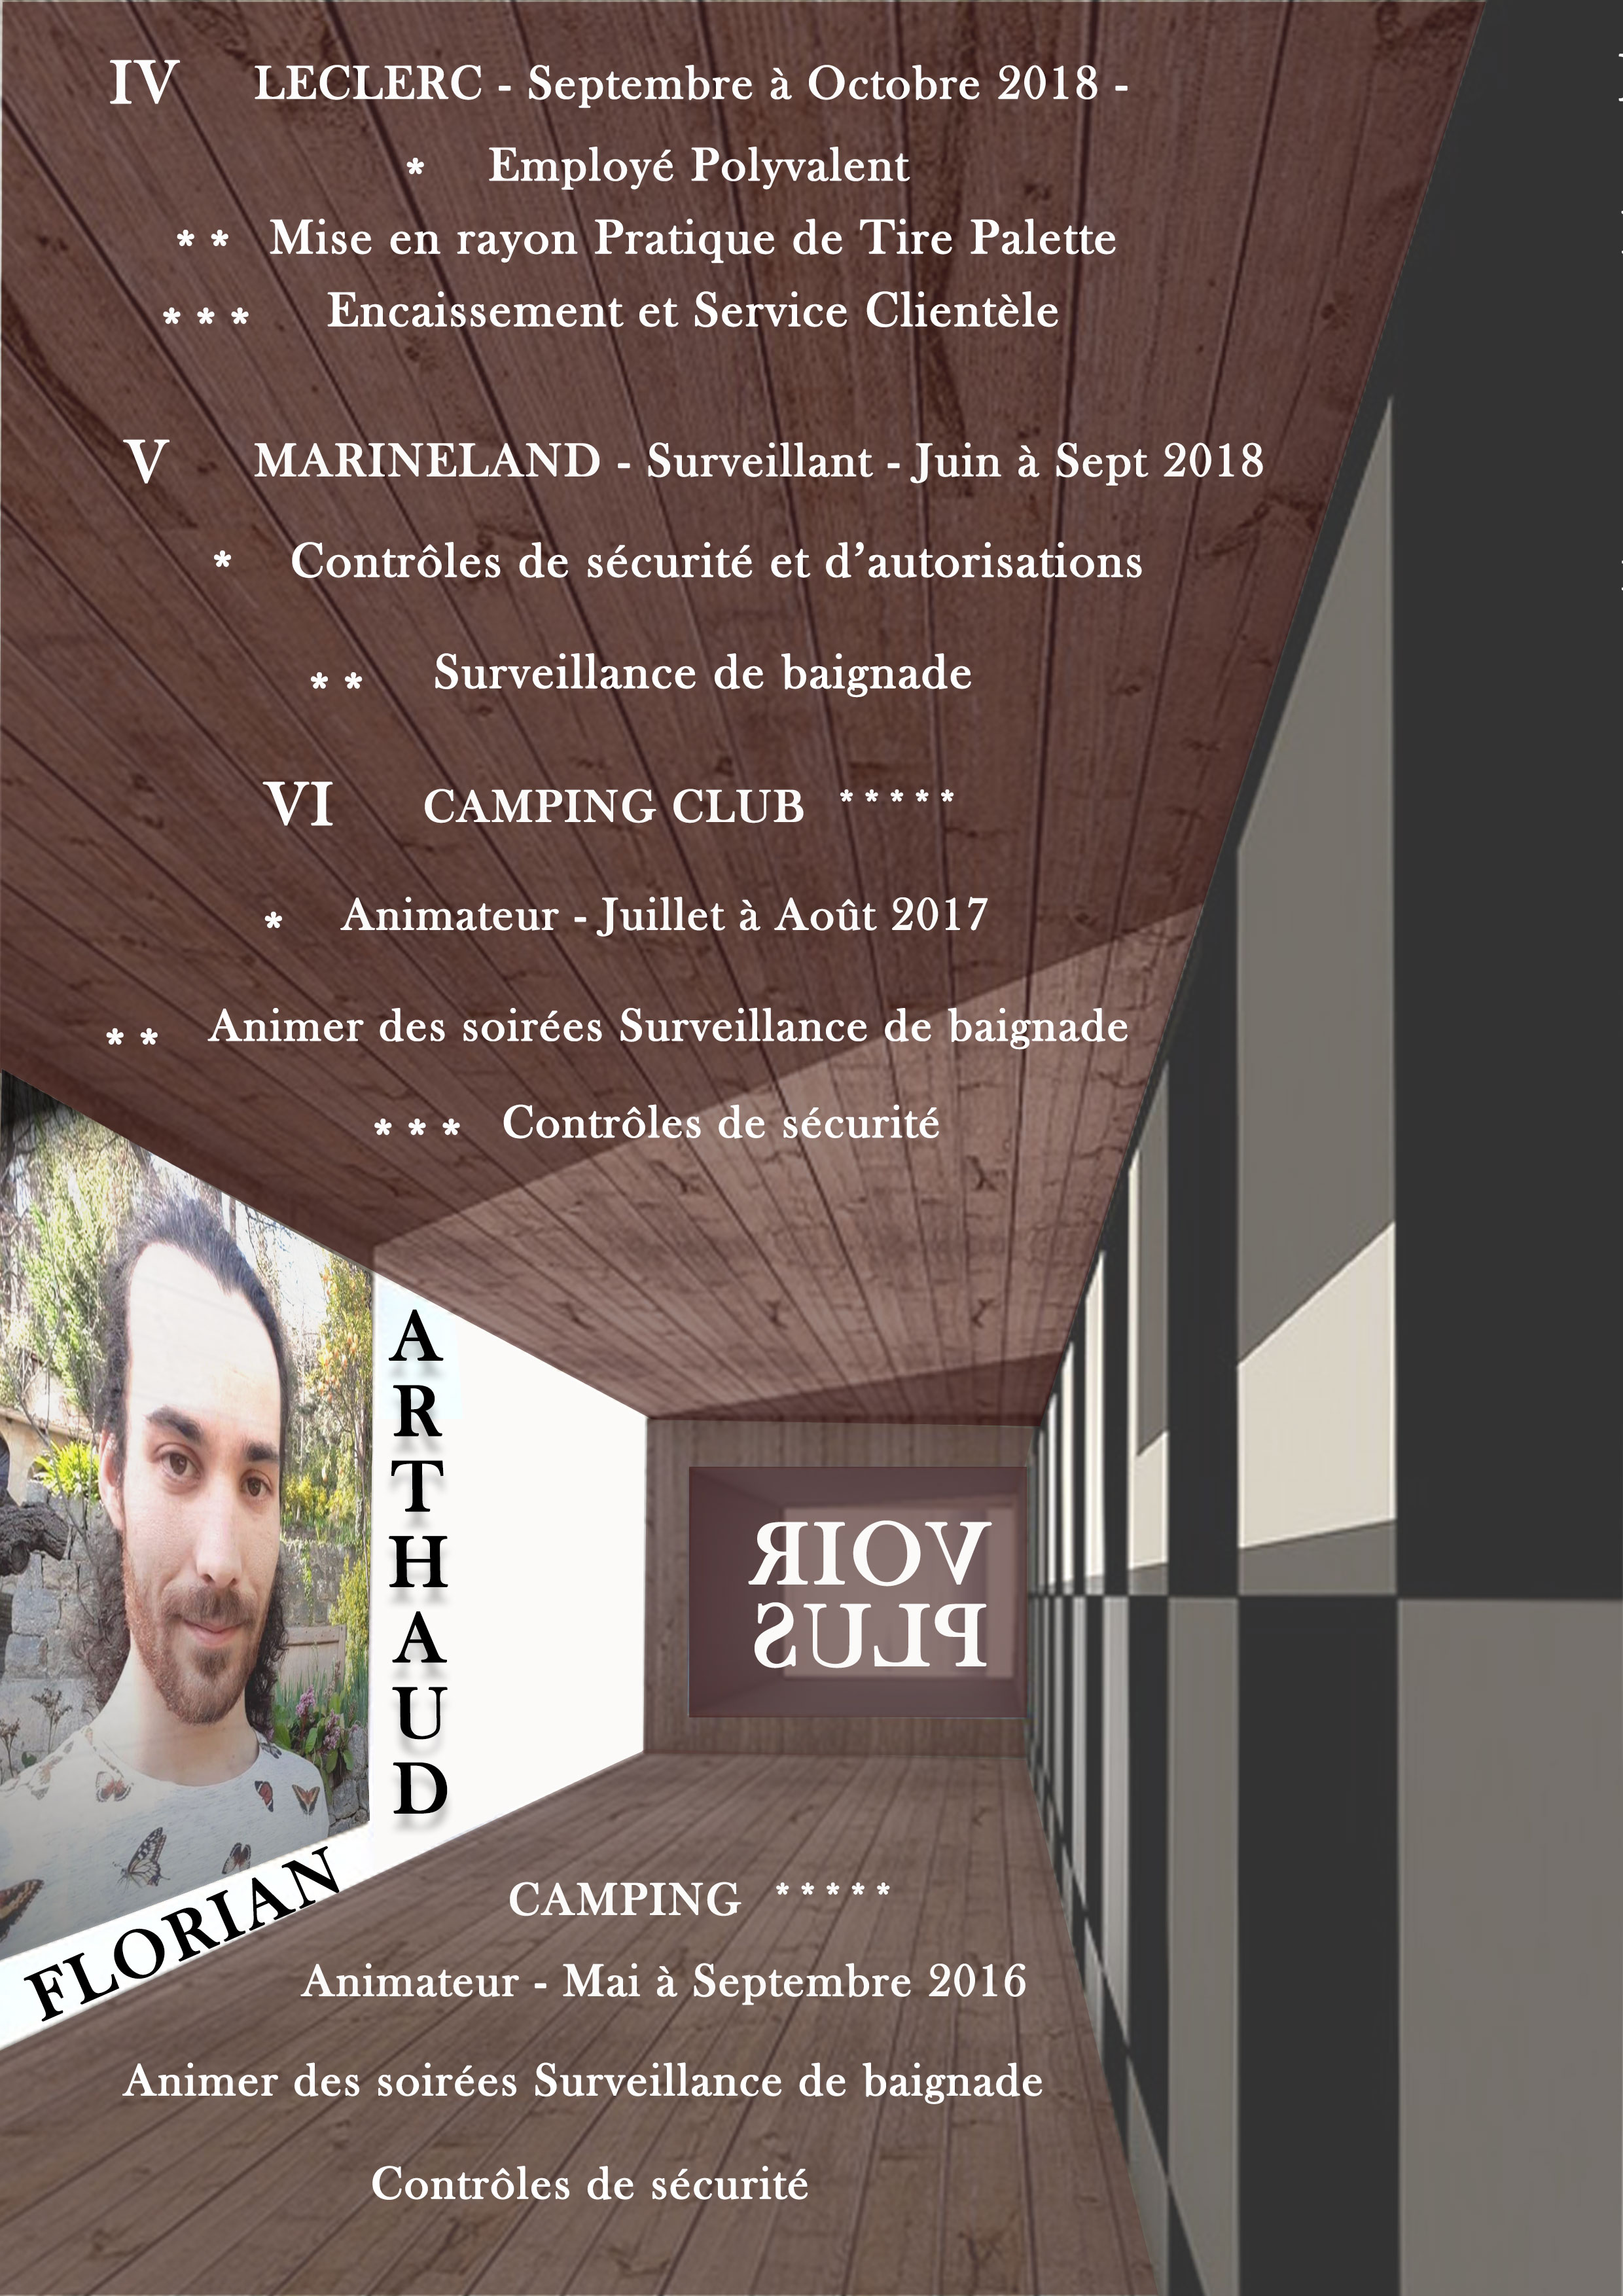 IV LECLERC - Septembre à Octobre 2018 -
* Employé Polyvalent
* * Mise en rayon Pratique de Tire Palette
* * * Encaissement et Service Clientèle
V MARINELAND - Surveillant - Juin à Sept 2018
* Contrôles de sécurité et d’autorisations
* * Surveillance de baignade
VI CAMPING CLUB * * * * *
* Animateur - Juillet à Août 2017
* * Animer des soirées Surveillance de baignade
* * * Contrôles de sécurité
ARTHAUD
VOIR
PLUS
FLORIAN
CAMPING * * * * *
Animateur - Mai à Septembre 2016
Animer des soirées Surveillance de baignade
Contrôles de sécurité